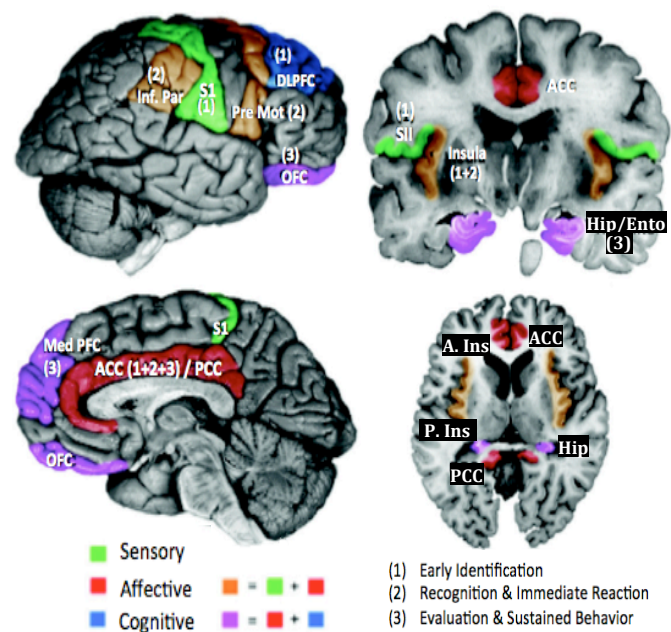 (1)
DLPFC
(2)
Inf. Par
S1
(1)
Pre Mot (2)
(3)
OFC
ACC
(1)
SII
Insula
(1+2)
Hip/Ento
(3)
S1
Med PFC
(3)
ACC (1+2+3) / PCC
OFC
A. Ins
ACC
P. Ins
Hip
PCC
Sensory
Affective
= +
Cognitive
= +
(1) Early Identification
(2) Recognition & Immediate Reaction
(3) Evaluation & Sustained Behavior